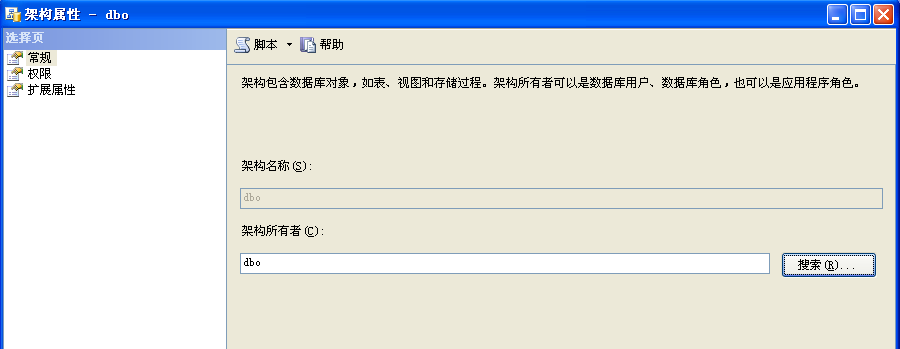 架构属性 - dbo
选择页
常规
权限
扩展属性
脚本 帮助
架构包含数据库对象，如表、视图和存储过程。架构所有者可以是数据库用户、数据库角色，也可以是应用程序角色。
架构名称(S):
dbo
架构所有者(C):
dbo
搜索(R)...